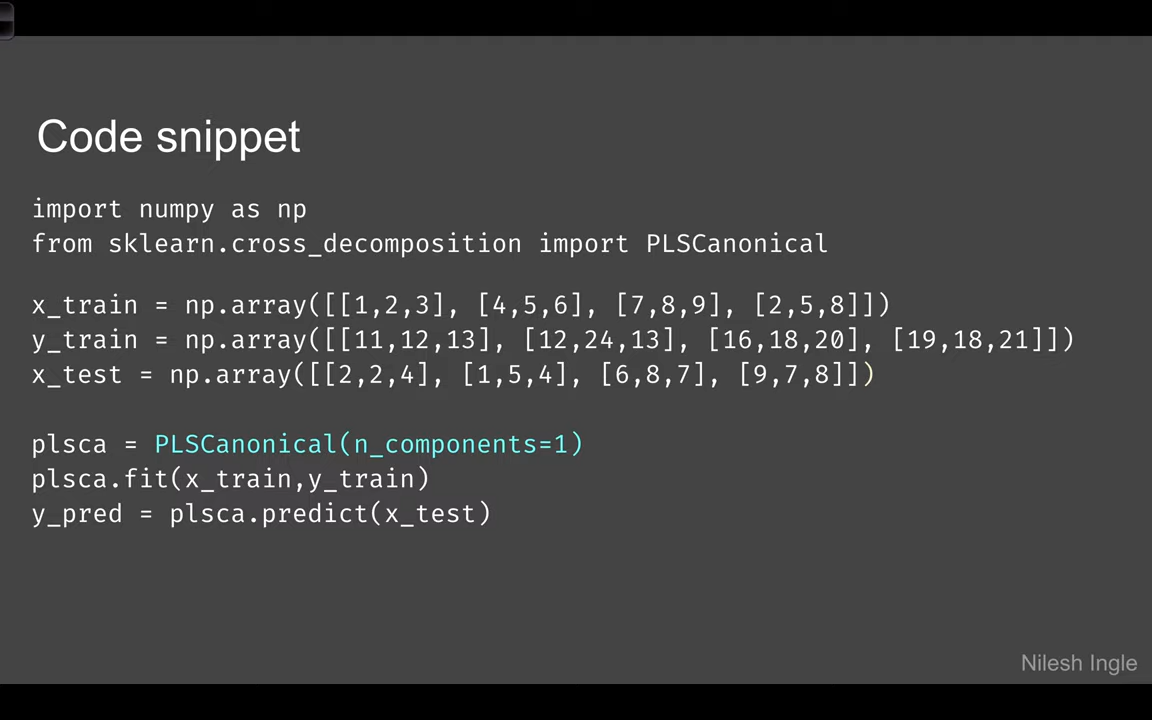 Code snippet
import numpy as np
from sklearn.cross_decomposition import PLSCanonical
x_train = np.array([[1,2,3], [4,5,6], [7,8,9], [2,5,8]])
y_train = np.array([[11,12,13], [12,24,13], [16,18,20], [19,18,21]])
x_test = np.array([[2,2,4], [1,5,4], [6,8,7], [9,7,8]])
plsca = PLSCanonical(n_components=1)
plsca.fit(x_train,y_train)
y_pred = plsca.predict(x_test)
Nilesh Ingle